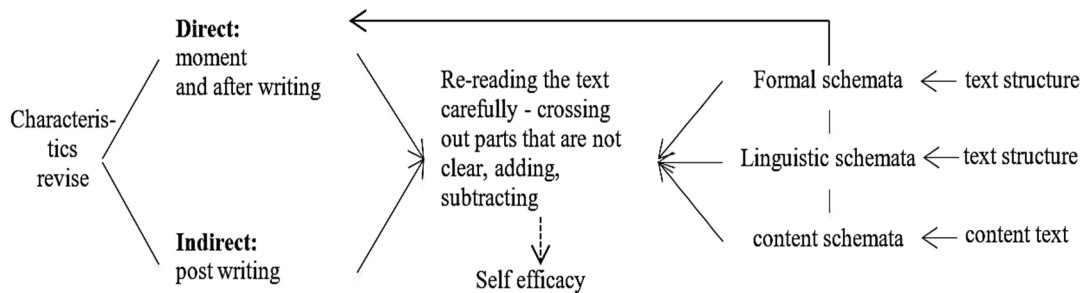 Direct:
moment
and after writing
Characteris-
tics
revise
Indirect:
post writing
Re-reading the text
carefully - crossing
out parts that are not
clear, adding,
subtracting
Self efficacy
Formal schemata
text structure
Linguistic schemata
text structure
content schemata
content text